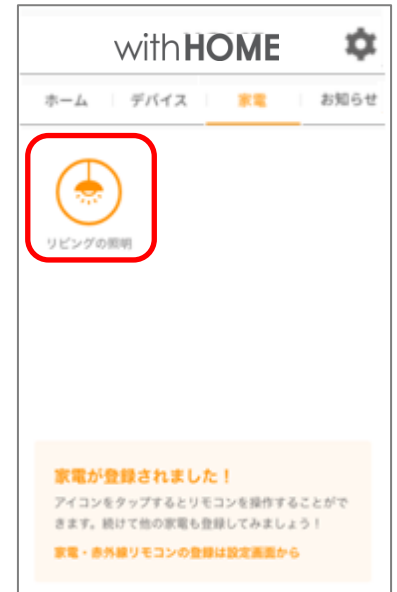 withHOME
ホーム デバイス 家電 お知らせ
リビングの照明
家電が登録されました！
アイコンをタップするとリモコンを操作することがで
きます。続けて他の家電も登録してみましょう！
家電・赤外線リモコンの登録は設定画面から